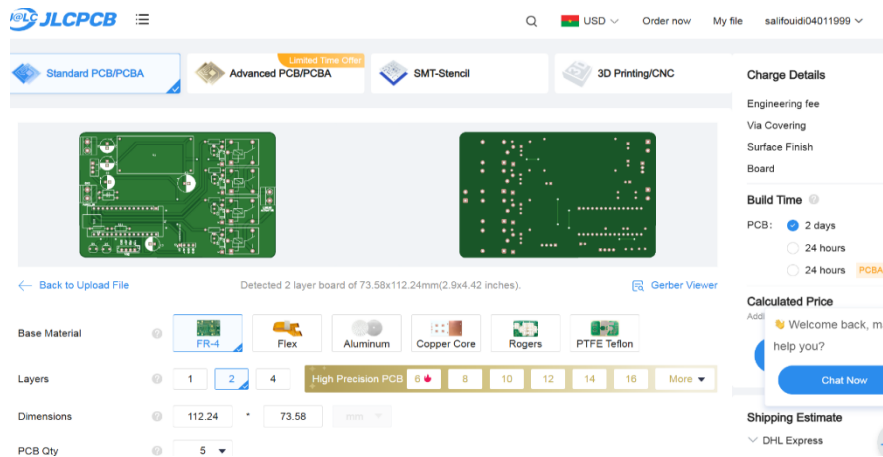 J@LC JLCPCB
USD
Order now
My file
salifouidi04011999
Standard PCB/PCBA
Limited Time Offer
Advanced PCB/PCBA
SMT-Stencil
3D Printing/CNC
Charge Details
Engineering fee
Via Covering
Surface Finish
Board
Build Time
PCB:
2 days
24 hours
24 hours PCBA
Back to Upload File
Detected 2 layer board of 73.58x112.24mm(2.9x4.42 inches).
Gerber Viewer
Base Material
FR-4
Flex
Aluminum
Copper Core
Rogers
PTFE Teflon
Layers
1
2
4
High Precision PCB
6
8
10
12
14
16
More
Dimensions
112.24 * 73.58 mm
PCB Qty
5
Calculated Price
Addi
👋 Welcome back, m
help you?
Chat Now
Shipping Estimate
DHL Express